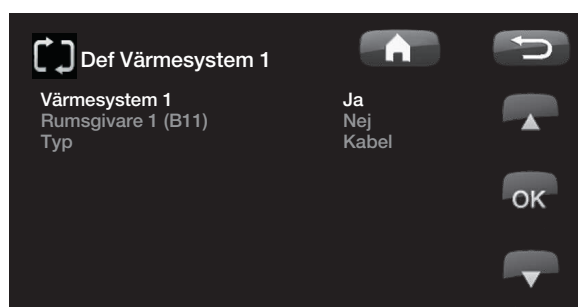 Def Värmesystem 1
Värmesystem 1 Ja
Rumsgivare 1 (B11) Nej
Typ Kabel
OK